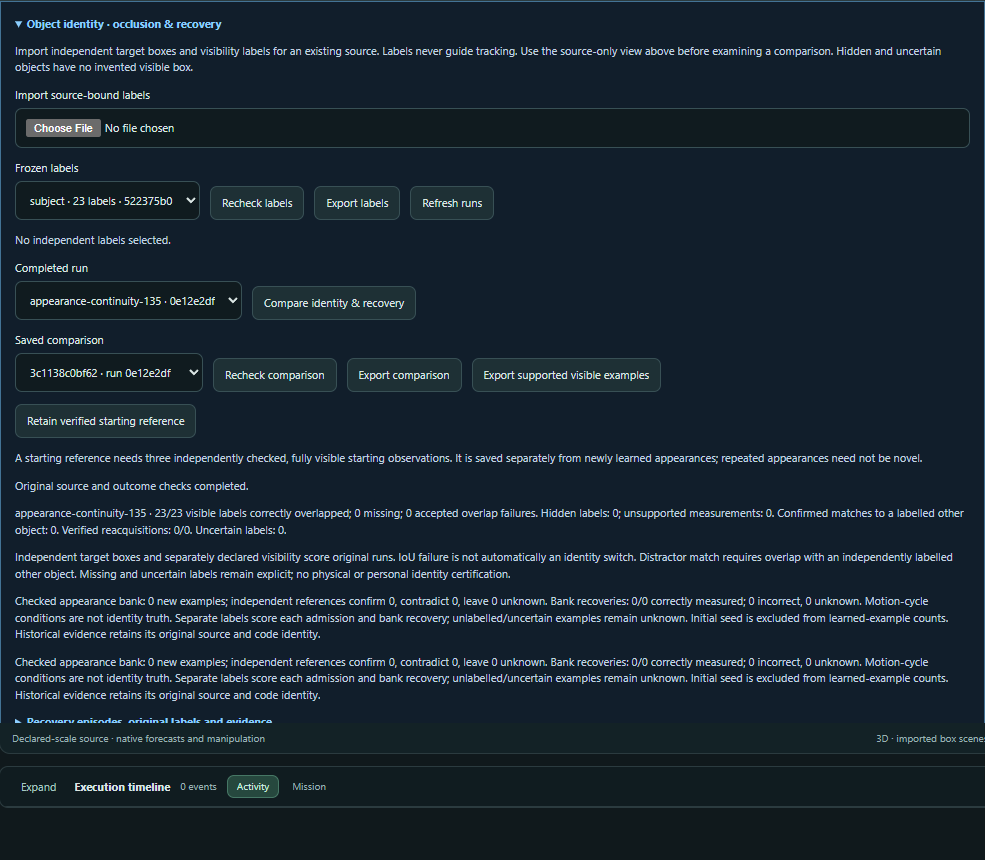 ▼ Object identity · occlusion & recovery
Import independent target boxes and visibility labels for an existing source. Labels never guide tracking. Use the source-only view above before examining a comparison. Hidden and uncertain
objects have no invented visible box.
Import source-bound labels
Choose File No file chosen
Frozen labels
subject · 23 labels · 522375b0 Recheck labels Export labels Refresh runs
No independent labels selected.
Completed run
appearance-continuity-135 · 0e12e2df Compare identity & recovery
Saved comparison
3c1138c0bf62 · run 0e12e2df Recheck comparison Export comparison Export supported visible examples
Retain verified starting reference
A starting reference needs three independently checked, fully visible starting observations. It is saved separately from newly learned appearances; repeated appearances need not be novel.
Original source and outcome checks completed.
appearance-continuity-135 · 23/23 visible labels correctly overlapped; 0 missing; 0 accepted overlap failures. Hidden labels: 0; unsupported measurements: 0. Confirmed matches to a labelled other
object: 0. Verified reacquisitions: 0/0. Uncertain labels: 0.
Independent target boxes and separately declared visibility score original runs. IoU failure is not automatically an identity switch. Distractor match requires overlap with an independently labelled
other object. Missing and uncertain labels remain explicit; no physical or personal identity certification.
Checked appearance bank: 0 new examples; independent references confirm 0, contradict 0, leave 0 unknown. Bank recoveries: 0/0 correctly measured; 0 incorrect, 0 unknown. Motion-cycle
conditions are not identity truth. Separate labels score each admission and bank recovery; unlabelled/uncertain examples remain unknown. Initial seed is excluded from learned-example counts.
Historical evidence retains its original source and code identity.
Checked appearance bank: 0 new examples; independent references confirm 0, contradict 0, leave 0 unknown. Bank recoveries: 0/0 correctly measured; 0 incorrect, 0 unknown. Motion-cycle
conditions are not identity truth. Separate labels score each admission and bank recovery; unlabelled/uncertain examples remain unknown. Initial seed is excluded from learned-example counts.
Historical evidence retains its original source and code identity.
▶ Recovery episodes, original labels and evidence
Declared-scale source · native forecasts and manipulation 3D · imported box scene
Expand Execution timeline 0 events Activity Mission